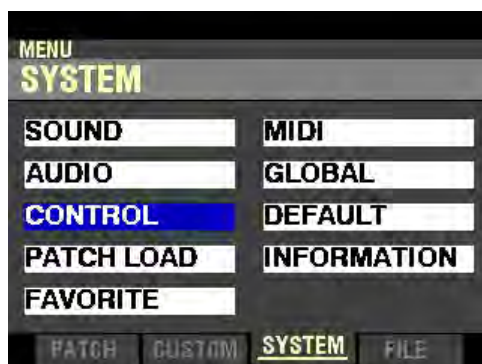 MENU
SYSTEM
SOUND
MIDI
AUDIO
GLOBAL
CONTROL
DEFAULT
PATCH LOAD
INFORMATION
FAVORITE
PATCH
CUSTOM
SYSTEM
FILE